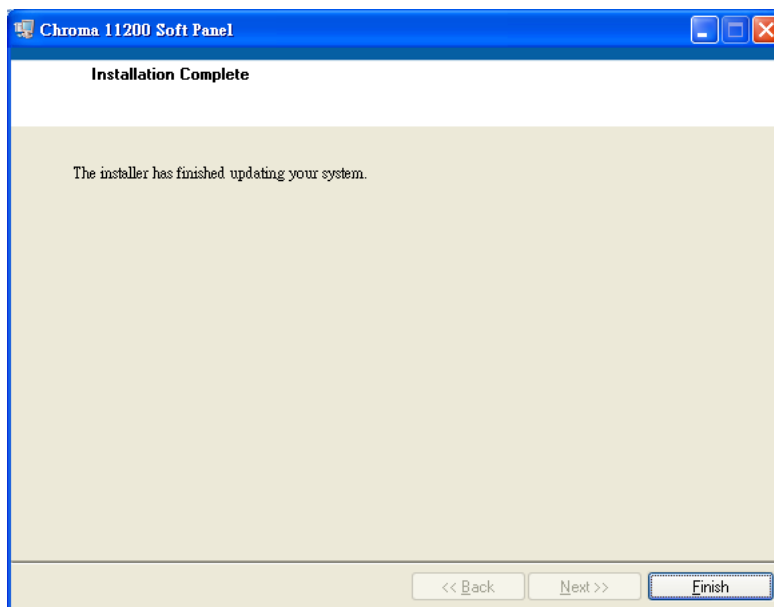 Chroma 11200 Soft Panel
Installation Complete
The installer has finished updating your system.
<< Back Next >> Finish